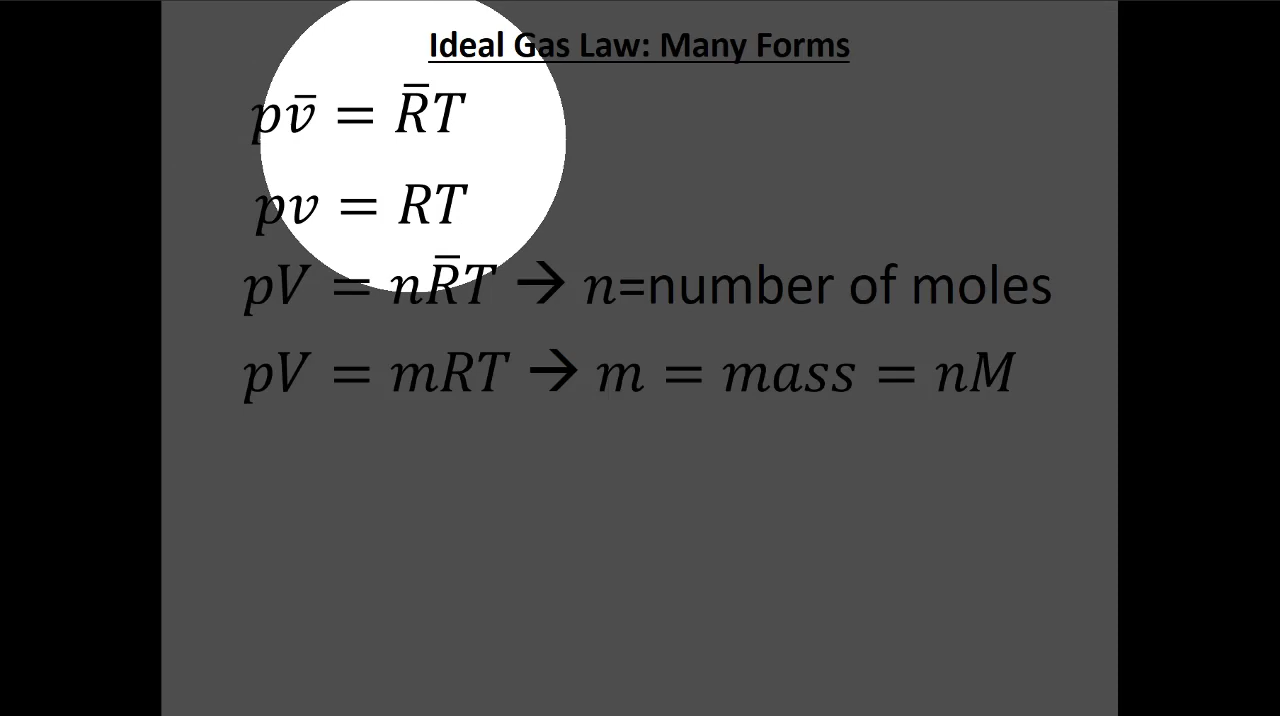 Ideal Gas Law: Many Forms
pv̄ = R̄T
pv = RT
pV = nR̄T → n=number of moles
pV = mRT → m = mass = nM